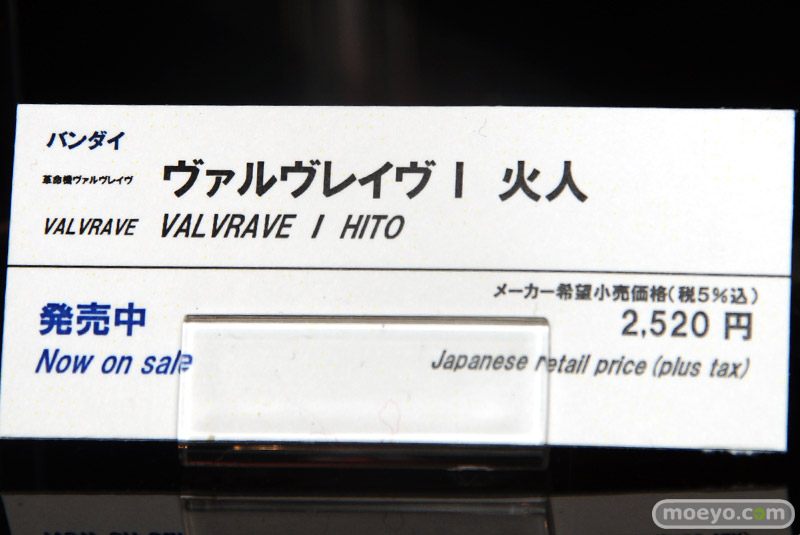 バンダイ
革命機ヴァルヴレイヴ ヴァルヴレイヴⅠ 火人
VALVRAVE VALVRAVE I HITO
メーカー希望小売価格(税5%込)
発売中 2,520 円
Now on sale Japanese retail price (plus tax)
moeyo.com